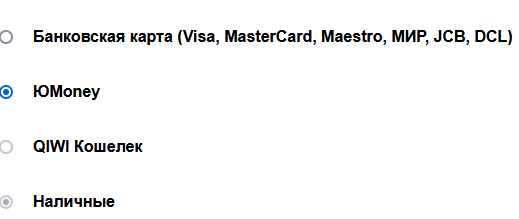 Банковская карта (Visa, MasterCard, Maestro, МИР, JCB, DCL)
ЮMoney
QIWI Кошелек
Наличные